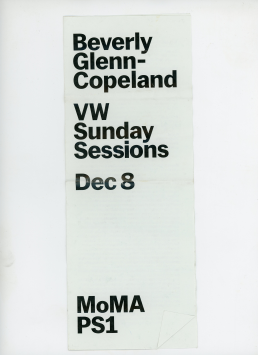 Beverly
Glenn-
Copeland
VW
Sunday
Sessions
Dec 8
MoMA
PS1